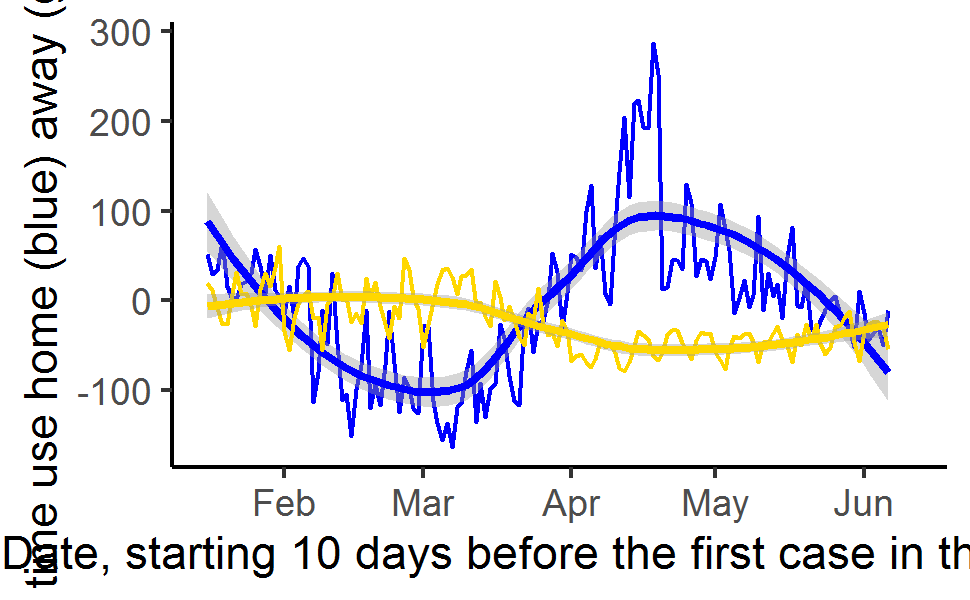 time use home (blue) away (
300
200
100
0
-100
Feb Mar Apr May Jun
Date, starting 10 days before the first case in th